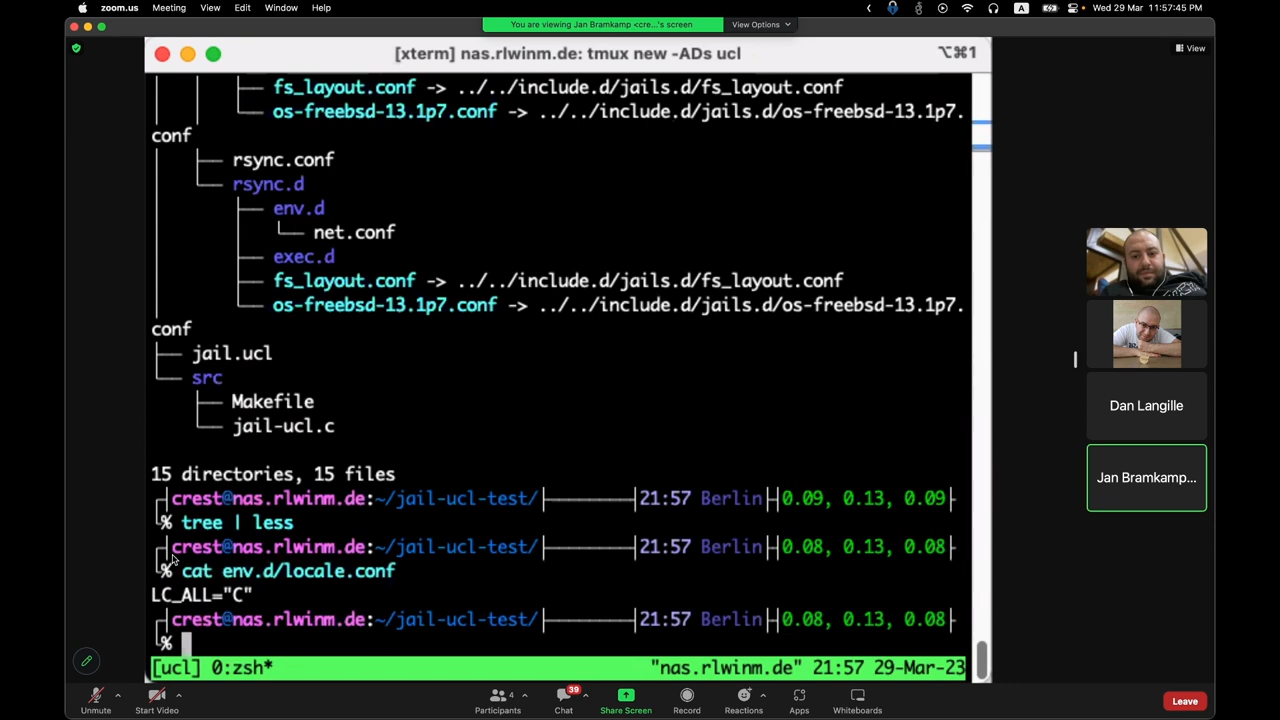 zoom.us Meeting View Edit Window Help A Wed 29 Mar 11:57:45 PM
You are viewing Jan Bramkamp <cre...'s screen View Options
View
[xterm] nas.rlwinm.de: tmux new -ADs ucl ⌥⌘1
├── fs_layout.conf -> ../../include.d/jails.d/fs_layout.conf
└── os-freebsd-13.1p7.conf -> ../../include.d/jails.d/os-freebsd-13.1p7.
conf
├── rsync.conf
└── rsync.d
├── env.d
└── net.conf
├── exec.d
├── fs_layout.conf -> ../../include.d/jails.d/fs_layout.conf
└── os-freebsd-13.1p7.conf -> ../../include.d/jails.d/os-freebsd-13.1p7.
conf
├── jail.ucl
└── src
├── Makefile
└── jail-ucl.c
15 directories, 15 files
crest@nas.rlwinm.de:~/jail-ucl-test/ 21:57 Berlin 0.09, 0.13, 0.09
% tree | less
crest@nas.rlwinm.de:~/jail-ucl-test/ 21:57 Berlin 0.08, 0.13, 0.08
% cat env.d/locale.conf
LC_ALL="C"
crest@nas.rlwinm.de:~/jail-ucl-test/ 21:57 Berlin 0.08, 0.13, 0.08
%
[ucl] 0:zsh* "nas.rlwinm.de" 21:57 29-Mar-23
Dan Langille
Jan Bramkamp...
Unmute
Start Video
4
Participants
39
Chat
Share Screen
Record
Reactions
Apps
Whiteboards
Leave